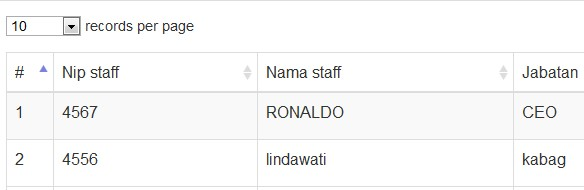 10 records per page
# Nip staff Nama staff Jabatan
1 4567 RONALDO CEO
2 4556 lindawati kabag